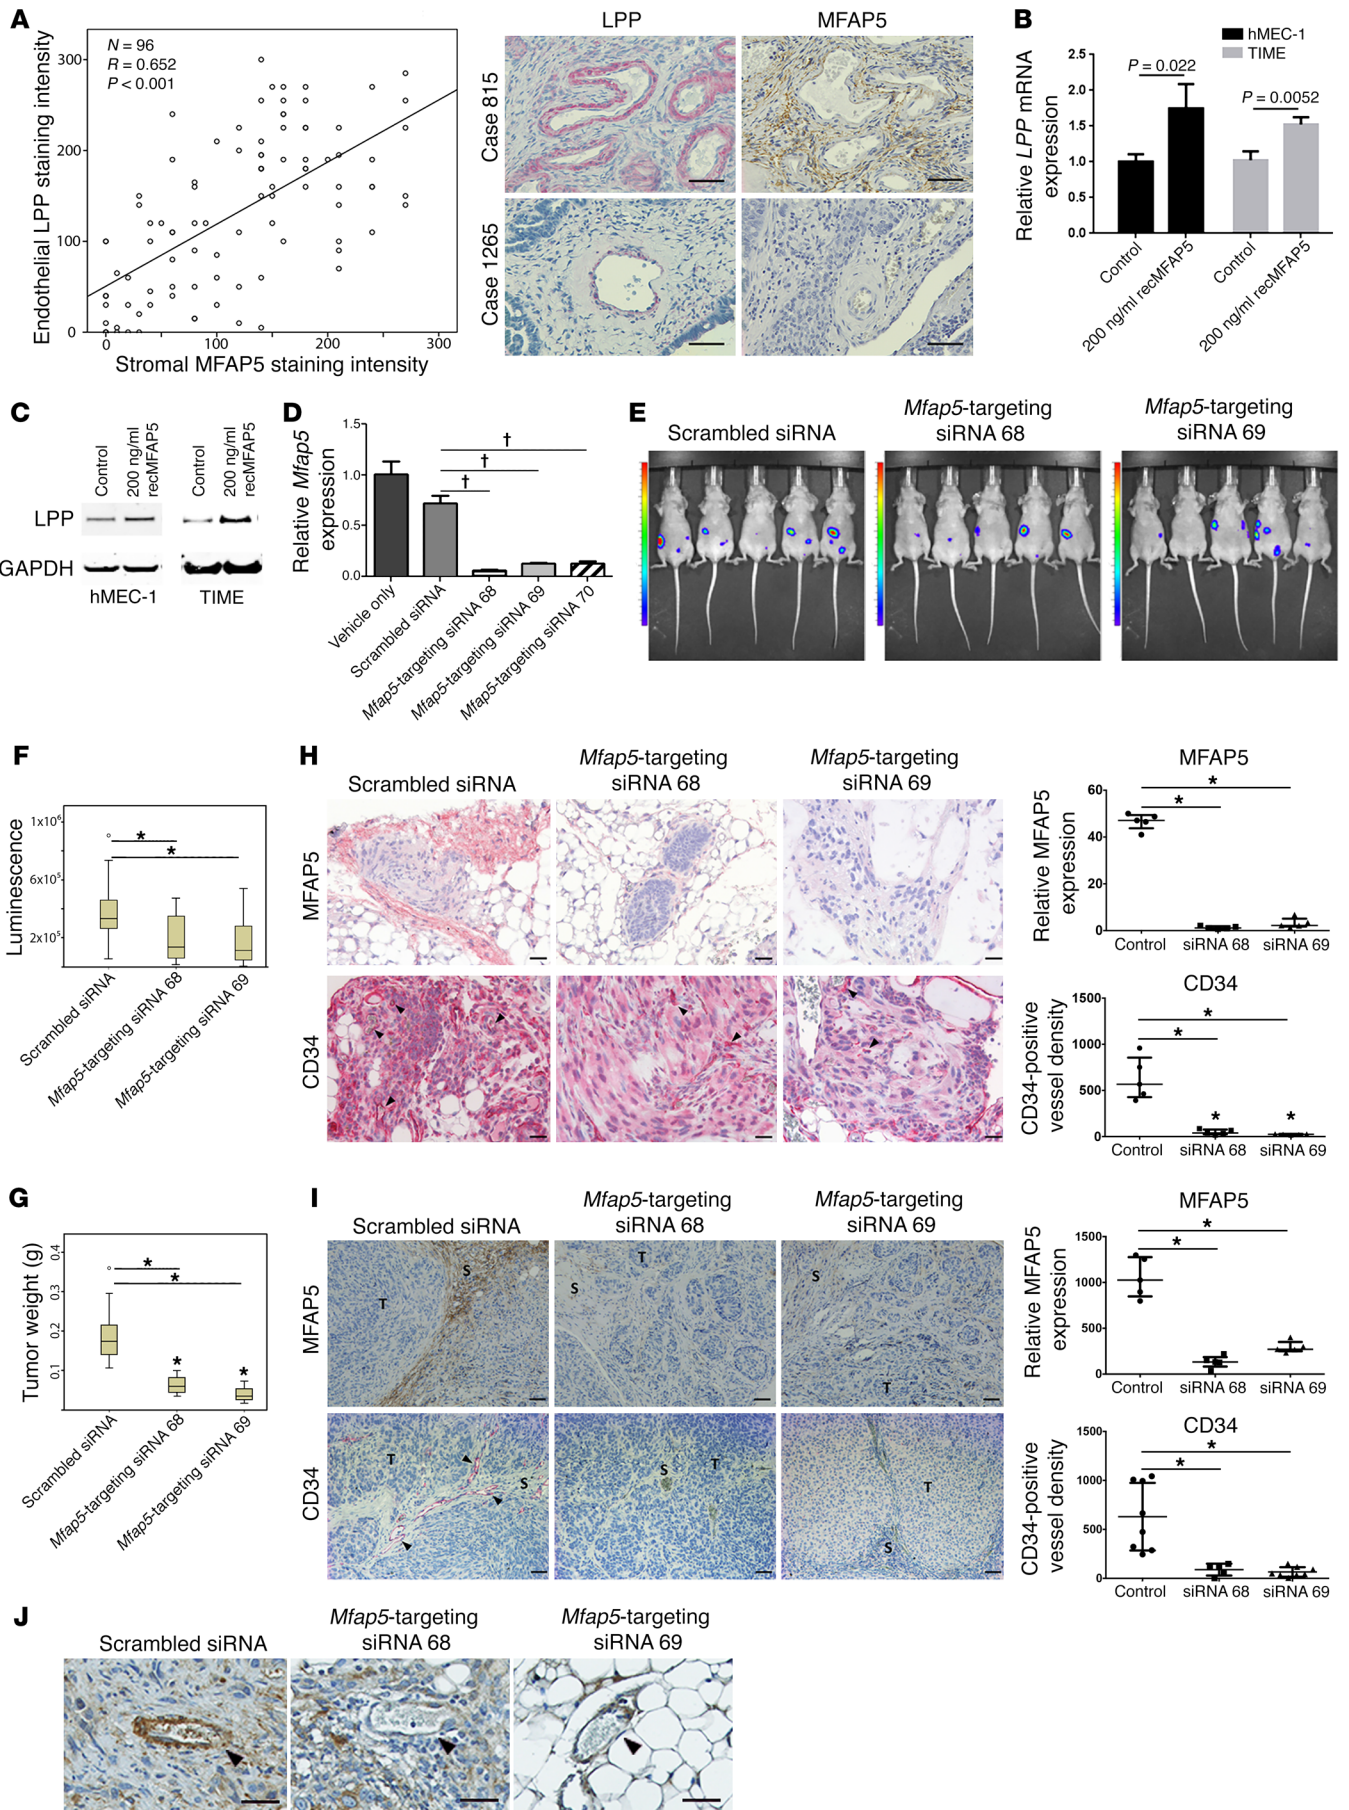 A
N = 96
R = 0.652
P < 0.001
Endothelial LPP staining intensity
300
200
100
0
0
100
200
300
Stromal MFAP5 staining intensity
LPP
MFAP5
Case 815
Case 1265
B
hMEC-1
TIME
Relative LPP mRNA
expression
2.5
2.0
1.5
1.0
0.5
0.0
P = 0.022
P = 0.0052
Control
200 ng/ml recMFAP5
Control
200 ng/ml recMFAP5
C
Control
200 ng/ml
recMFAP5
Control
200 ng/ml
recMFAP5
LPP
GAPDH
hMEC-1
TIME
D
Relative Mfap5
expression
1.5
1.0
0.5
0.0
†
†
†
Vehicle only
Scrambled siRNA
Mfap5-targeting siRNA 68
Mfap5-targeting siRNA 69
Mfap5-targeting siRNA 70
E
Scrambled siRNA
Mfap5-targeting
siRNA 68
Mfap5-targeting
siRNA 69
F
Luminescence
1x10⁶
6x10⁵
2x10⁵
*
*
Scrambled siRNA
Mfap5-targeting siRNA 68
Mfap5-targeting siRNA 69
G
Tumor weight (g)
0.4
0.3
0.2
0.1
*
*
*
*
Scrambled siRNA
Mfap5-targeting siRNA 68
Mfap5-targeting siRNA 69
H
Scrambled siRNA
Mfap5-targeting
siRNA 68
Mfap5-targeting
siRNA 69
MFAP5
CD34
MFAP5
Relative MFAP5
expression
60
40
20
0
*
*
Control
siRNA 68
siRNA 69
CD34
CD34-positive
vessel density
1500
1000
500
0
*
*
*
*
Control
siRNA 68
siRNA 69
I
Scrambled siRNA
Mfap5-targeting
siRNA 68
Mfap5-targeting
siRNA 69
MFAP5
S
T
T
S
S
T
CD34
T
S
S
T
T
S
MFAP5
Relative MFAP5
expression
1500
1000
500
0
*
*
Control
siRNA 68
siRNA 69
CD34
CD34-positive
vessel density
1500
1000
500
0
*
*
Control
siRNA 68
siRNA 69
J
Scrambled siRNA
Mfap5-targeting
siRNA 68
Mfap5-targeting
siRNA 69